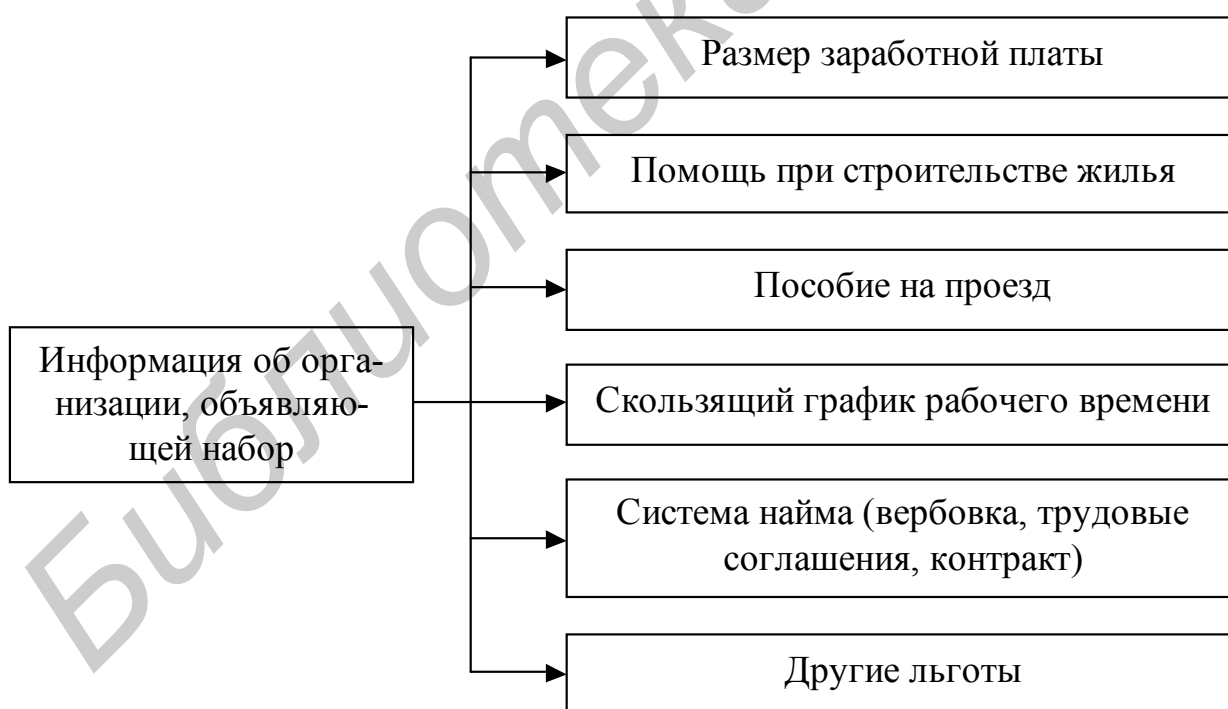 Размер заработной платы
Помощь при строительстве жилья
Пособие на проезд
Информация об орга-
низации, объявляю-
щей набор
Скользящий график рабочего времени
Система найма (вербовка, трудовые
соглашения, контракт)
Другие льготы
Библиотек